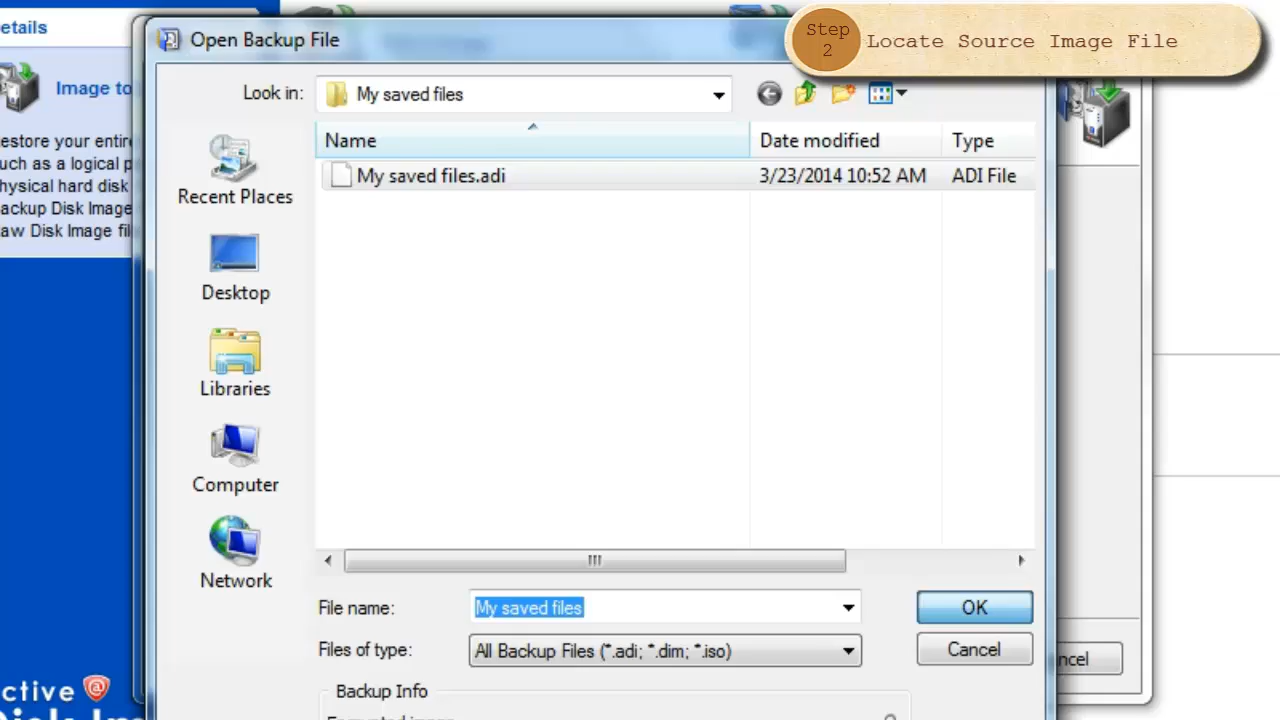 Step
2
Locate Source Image File
etails
Image to
estore your entire
uch as a logical p
hysical hard disk
ackup Disk Image
aw Disk Image fil
ctive
Open Backup File
Look in:
My saved files
Name
Date modified
Type
My saved files.adi
3/23/2014 10:52 AM
ADI File
Recent Places
Desktop
Libraries
Computer
Network
File name:
My saved files
OK
Files of type:
All Backup Files (*.adi; *.dim; *.iso)
Cancel
ncel
Backup Info